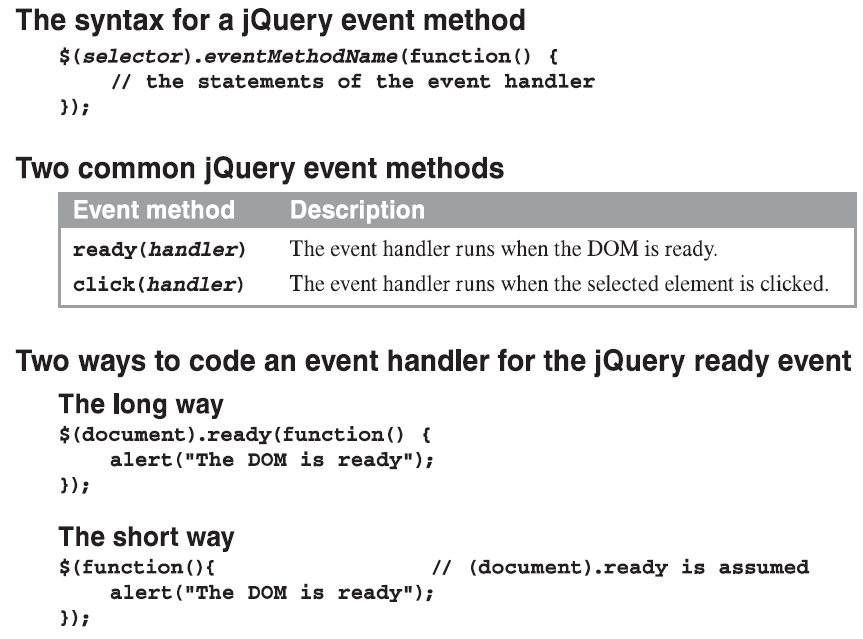 The syntax for a jQuery event method
$(selector).eventMethodName(function() {
    // the statements of the event handler
});
Two common jQuery event methods
Event method    Description
ready(handler)    The event handler runs when the DOM is ready.
click(handler)    The event handler runs when the selected element is clicked.
Two ways to code an event handler for the jQuery ready event
The long way
$(document).ready(function() {
    alert("The DOM is ready");
});
The short way
$(function(){                    // (document).ready is assumed
    alert("The DOM is ready");
});